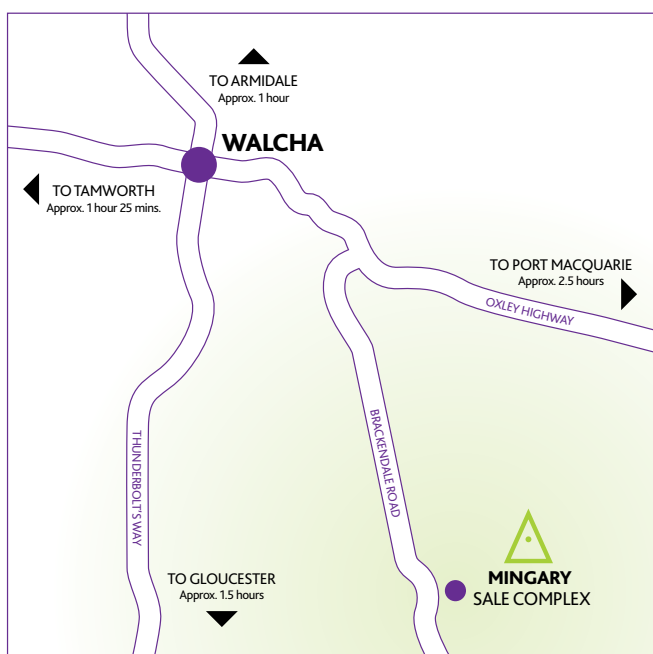 TO ARMIDALE
Approx. 1 hour
WALCHA
TO TAMWORTH
Approx. 1 hour 25 mins.
TO PORT MACQUARIE
Approx. 2.5 hours
OXLEY HIGHWAY
THUNDERBOLT'S WAY
BRACKENDALE ROAD
TO GLOUCESTER
Approx. 1.5 hours
MINGARY
SALE COMPLEX